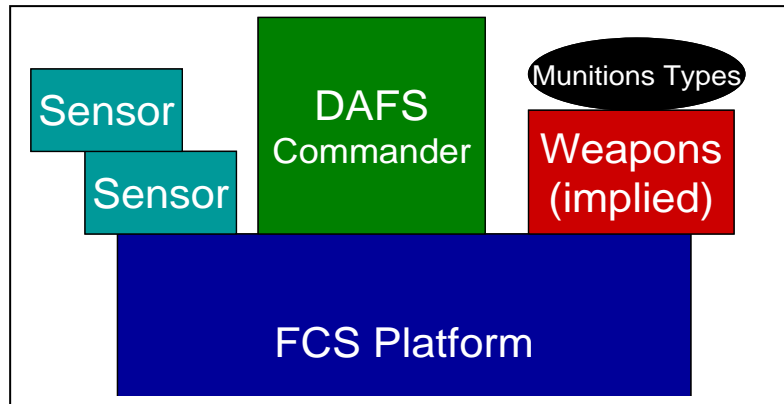 Sensor
Sensor
DAFS
Commander
Munitions Types
Weapons
(implied)
FCS Platform